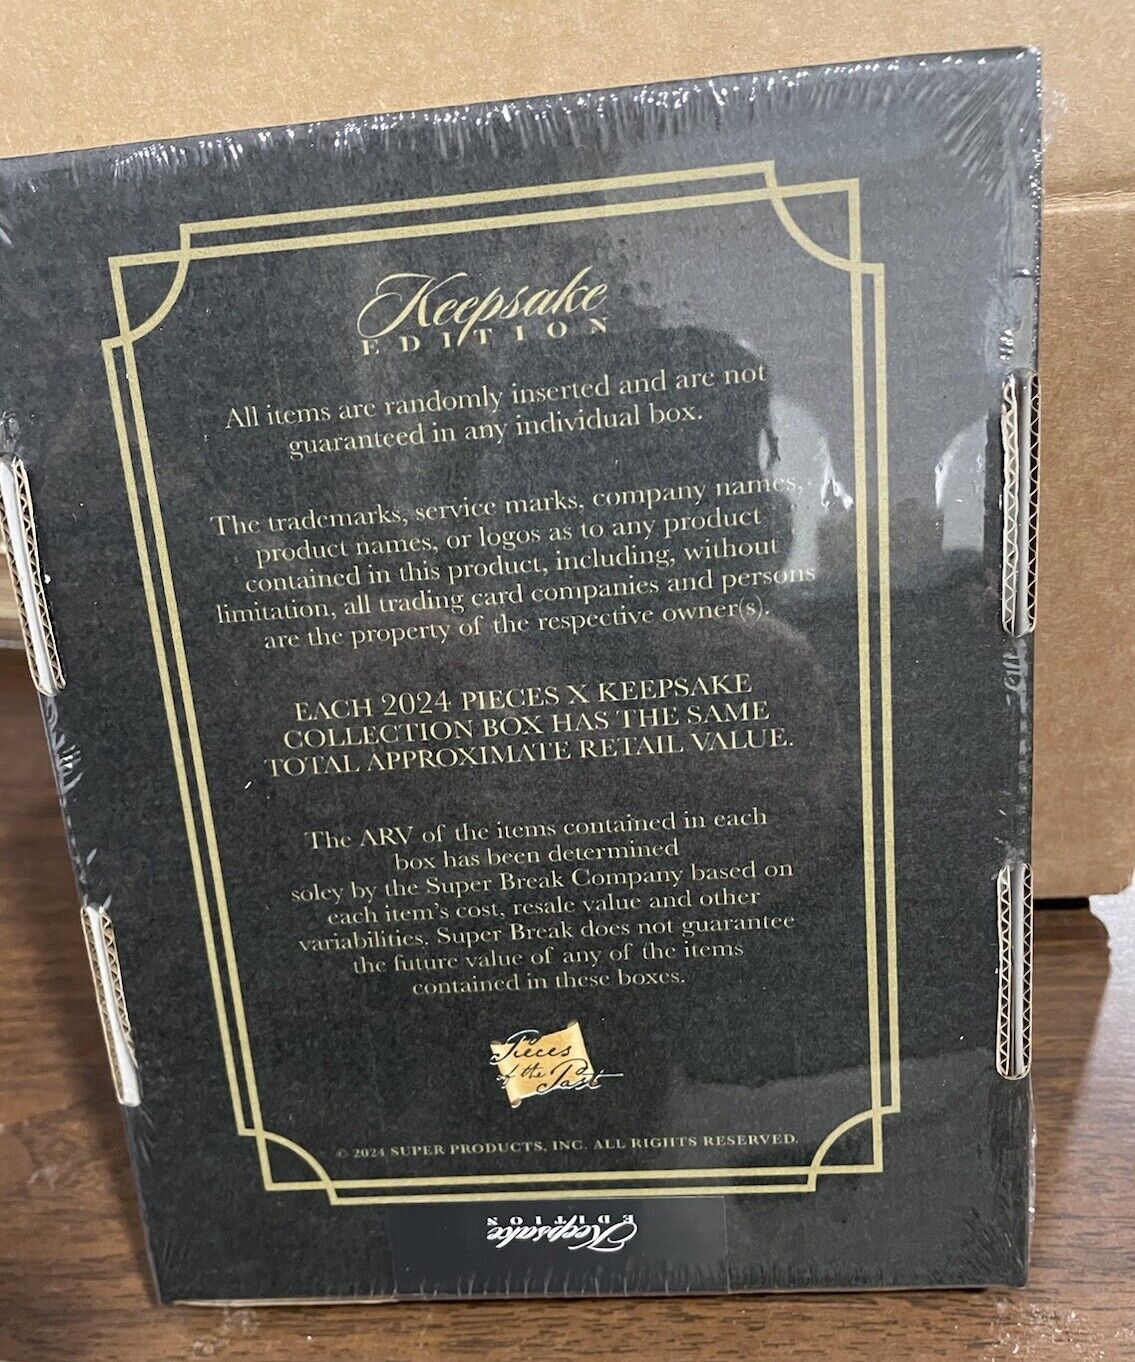 Keepsake
EDITION
All items are randomly inserted and are not
guaranteed in any individual box.
The trademarks, service marks, company names,
product names, or logos as to any product
contained in this product, including, without
limitation, all trading card companies and persons
are the property of the respective owner(s).
EACH 2024 PIECES X KEEPSAKE
COLLECTION BOX HAS THE SAME
TOTAL APPROXIMATE RETAIL VALUE.
The ARV of the items contained in each
box has been determined
soley by the Super Break Company based on
each item's cost, resale value and other
variabilities. Super Break does not guarantee
the future value of any of the items
contained in these boxes.
Pieces
of the Past
© 2024 SUPER PRODUCTS, INC. ALL RIGHTS RESERVED.
Keepsake
EDITION